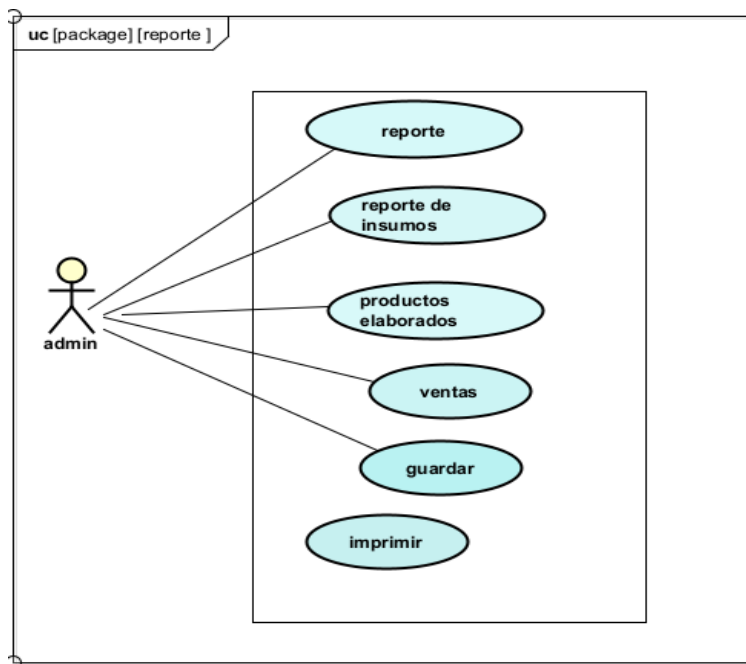 uc [package] [reporte ]
reporte
reporte de
insumos
productos
elaborados
admin
ventas
guardar
imprimir